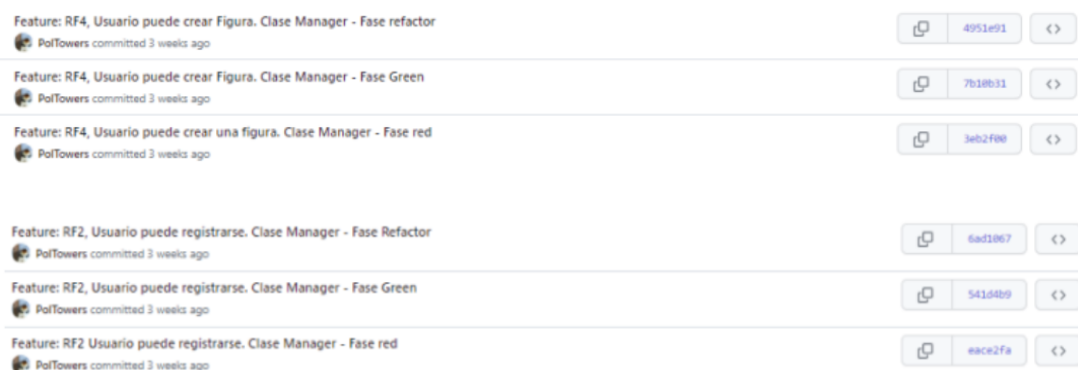 Feature: RF4, Usuario puede crear Figura. Clase Manager - Fase refactor
4951e91
PolTowers committed 3 weeks ago
Feature: RF4, Usuario puede crear Figura. Clase Manager - Fase Green
7b10b31
PolTowers committed 3 weeks ago
Feature: RF4, Usuario puede crear una figura. Clase Manager - Fase red
3eb2f00
PolTowers committed 3 weeks ago
Feature: RF2, Usuario puede registrarse. Clase Manager - Fase Refactor
6ad1067
PolTowers committed 3 weeks ago
Feature: RF2, Usuario puede registrarse. Clase Manager - Fase Green
541d4b9
PolTowers committed 3 weeks ago
Feature: RF2 Usuario puede registrarse. Clase Manager - Fase red
eace2fa
PolTowers committed 3 weeks ago